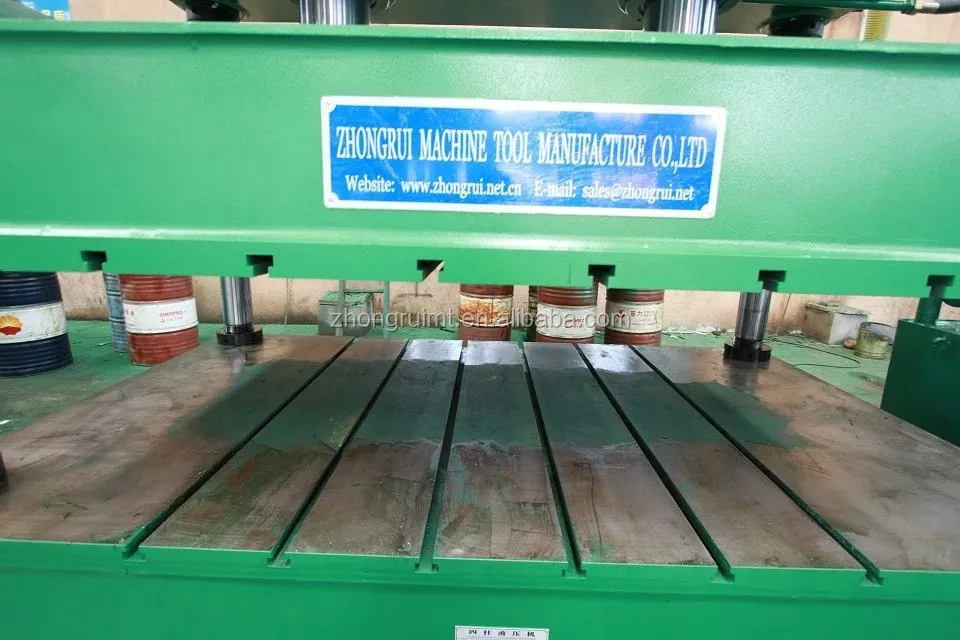 ZHONGRUI MACHINE TOOL MANUFACTURE CO.,LTD
Website: www.zhongrui.net.cn E-mail: sales@zhongrui.net
zhongruimt.en.alibaba.com
四柱液压机